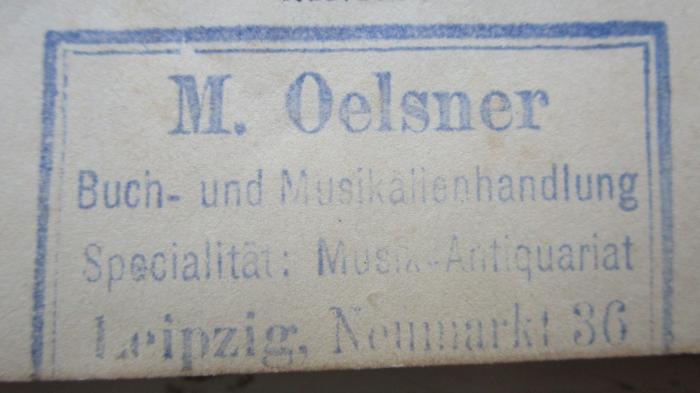 M. Oelsner
Buch- und Musikalienhandlung
Specialität: Musik-Antiquariat
Leipzig, Neumarkt 36